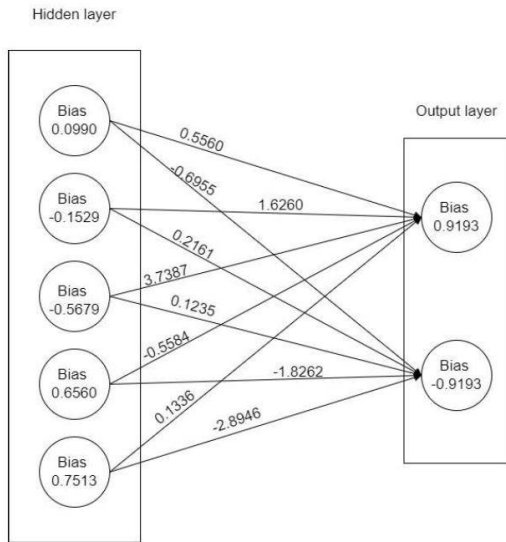 Hidden layer
Bias
0.0990
Bias
-0.1529
Bias
-0.5679
Bias
0.6560
Bias
0.7513
0.5560
-0.6955
1.6260
0.2161
3.7387
0.1235
-0.5584
-1.8262
0.1336
-2.8946
Output layer
Bias
0.9193
Bias
-0.9193